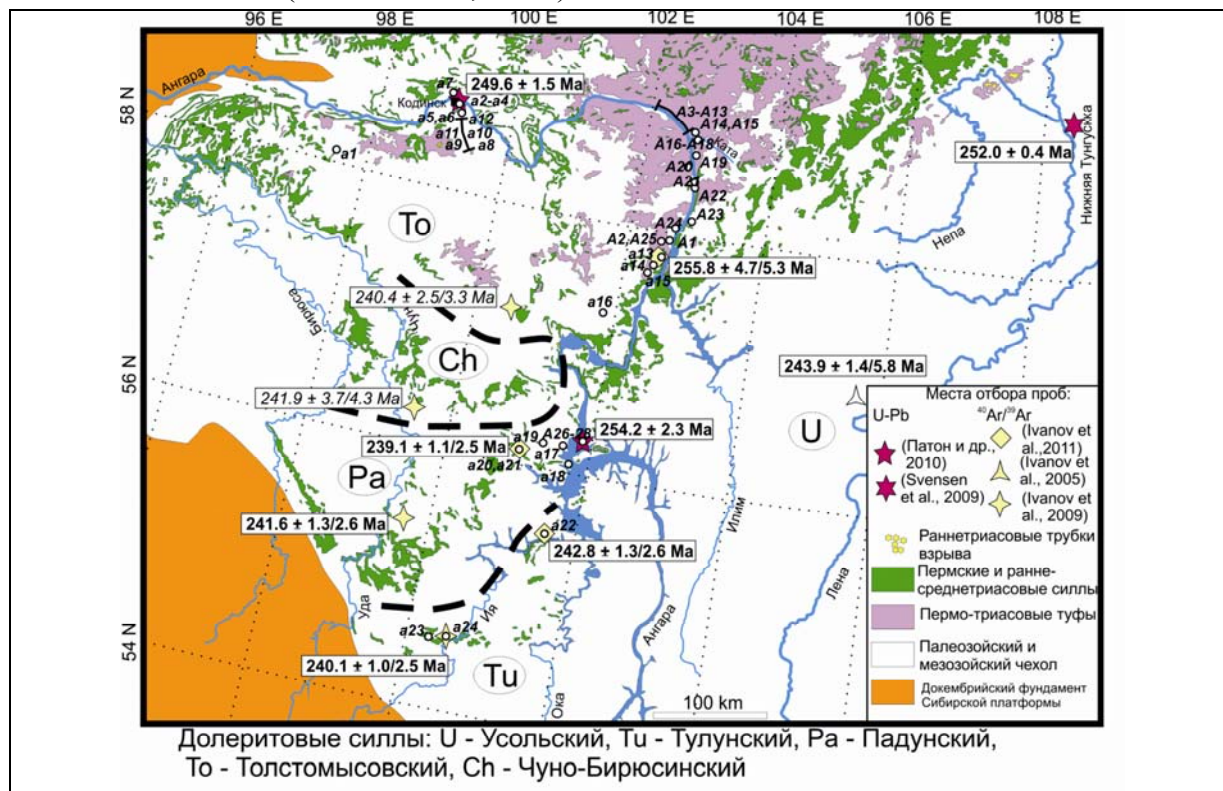 96 E 98 E 100 E 102 E 104 E 106 E 108 E
58 N
56 N
54 N
Ангара
a7
249.6 ± 1.5 Ma
Кодинск
a2-a4
a5,a6
a12
a11
a10
a9
a8
a1
A3-A13
A14,A15
Ката
A16-A18
A19
A20
A21
A22
A23
A24
A2,A25
A1
a13
a14
a15
a16
255.8 ± 4.7/5.3 Ma
252.0 ± 0.4 Ma
Нижняя Тунгусска
Непа
To
240.4 ± 2.5/3.3 Ma
Бирюса
Ch
241.9 ± 3.7/4.3 Ma
243.9 ± 1.4/5.8 Ma
U
a19,A26-28
254.2 ± 2.3 Ma
239.1 ± 1.1/2.5 Ma
a17
a20,a21
a18
Pa
241.6 ± 1.3/2.6 Ma
a22
242.8 ± 1.3/2.6 Ma
Уда
Ия
a23
a24
240.1 ± 1.0/2.5 Ma
Tu
Ока
Ангара
Илим
Лена
100 km
Места отбора проб:
U-Pb
⁴⁰Ar/³⁹Ar
(Патон и др., 2010)
(Svensen et al., 2009)
(Ivanov et al.,2011)
(Ivanov et al., 2005)
(Ivanov et al., 2009)
Раннетриасовые трубки
взрыва
Пермские и ранне-
среднетриасовые силлы
Пермо-триасовые туфы
Палеозойский и
мезозойский чехол
Докембрийский фундамент
Сибирской платформы
Долеритовые силлы: U - Усольский, Tu - Тулунский, Pa - Падунский,
To - Толстомысовский, Ch - Чуно-Бирюсинский